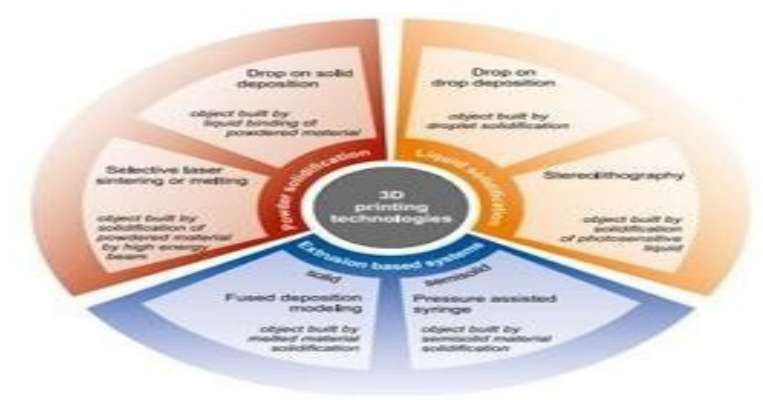 Drop on solid
deposition
object built by
liquid binding of
powdered material
Drop on
drop deposition
object built by
droplet solidification
Selective laser
sintering or melting
object built by
solidification of
powdered material
by high energy
beam
Powder solidification
Liquid solidification
3D
printing
technologies
Stereolithography
object built by
solidification
of photosensitive
liquid
Extrusion based systems
solid
Fused deposition
modeling
object built by
melted material
solidification
semisolid
Pressure assisted
syringe
object built by
semisolid material
solidification